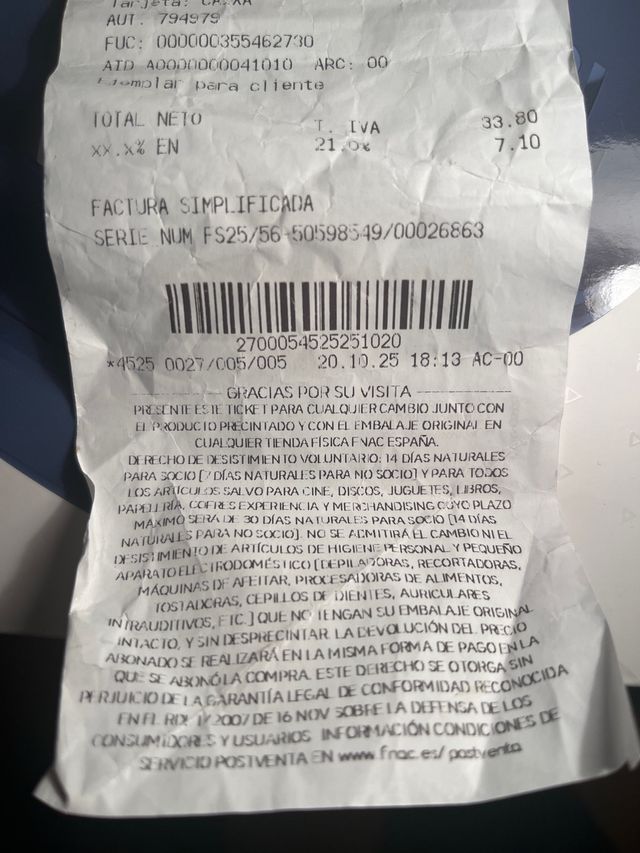 Tarjeta: CAIXA
AUT. 794979
FUC: 000000355462730
AID A0000000041010 ARC: 00
Ejemplar para cliente
TOTAL NETO T. IVA 33.80
XX.X% EN 21.0% 7.10
FACTURA SIMPLIFICADA
SERIE NUM FS25/56-50598549/00026863
2700054525251020
*4525 0027/005/005 20.10.25 18:13 AC-00
GRACIAS POR SU VISITA
PRESENTE ESTE TICKET PARA CUALQUIER CAMBIO JUNTO CON
EL PRODUCTO PRECINTADO Y CON EL EMBALAJE ORIGINAL EN
CUALQUIER TIENDA FÍSICA FNAC ESPAÑA.
DERECHO DE DESISTIMIENTO VOLUNTARIO: 14 DÍAS NATURALES
PARA SOCIO [7 DÍAS NATURALES PARA NO SOCIO] Y PARA TODOS
LOS ARTÍCULOS SALVO PARA CINE, DISCOS, JUGUETES, LIBROS,
PAPELERÍA, COFRES EXPERIENCIA Y MERCHANDISING CUYO PLAZO
MÁXIMO SERÁ DE 30 DÍAS NATURALES PARA SOCIO [14 DÍAS
NATURALES PARA NO SOCIO]. NO SE ADMITIRÁ EL CAMBIO NI EL
DESISTIMIENTO DE ARTÍCULOS DE HIGIENE PERSONAL Y PEQUEÑO
APARATO ELECTRODOMÉSTICO [DEPILADORAS, RECORTADORAS,
MÁQUINAS DE AFEITAR, PROCESADORAS DE ALIMENTOS,
TOSTADORAS, CEPILLOS DE DIENTES, AURICULARES
INTRAUDITIVOS, ETC.] QUE NO TENGAN SU EMBALAJE ORIGINAL
INTACTO, Y SIN DESPRECINTAR. LA DEVOLUCIÓN DEL PRECIO
ABONADO SE REALIZARÁ EN LA MISMA FORMA DE PAGO EN LA
QUE SE ABONÓ LA COMPRA. ESTE DERECHO SE OTORGA SIN
PERJUICIO DE LA GARANTÍA LEGAL DE CONFORMIDAD RECONOCIDA
EN EL RDL 1/2007 DE 16 NOV SOBRE LA DEFENSA DE LOS
CONSUMIDORES Y USUARIOS INFORMACIÓN CONDICIONES DE
SERVICIO POSTVENTA EN www.fnac.es/postventa